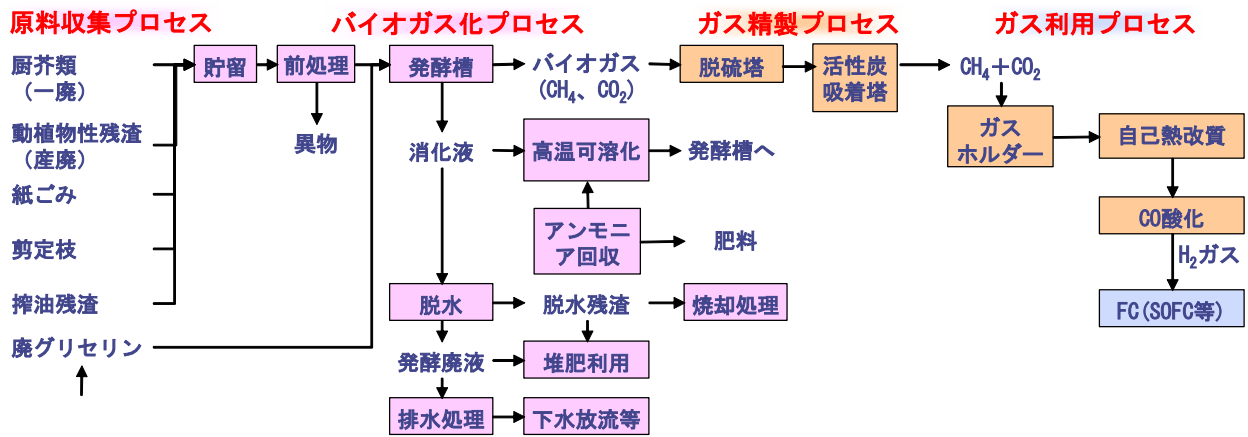 原料収集プロセス
バイオガス化プロセス
ガス精製プロセス
ガス利用プロセス
厨芥類
(一廃)
動植物性残渣
(産廃)
紙ごみ
剪定枝
搾油残渣
廃グリセリン
貯留
前処理
異物
発酵槽
バイオガス
(CH₄、CO₂)
消化液
高温可溶化
発酵槽へ
アンモニ
ア回収
肥料
脱水
脱水残渣
焼却処理
発酵廃液
堆肥利用
排水処理
下水放流等
脱硫塔
活性炭
吸着塔
CH₄+CO₂
ガス
ホルダー
自己熱改質
CO酸化
H₂ガス
FC(SOFC等)